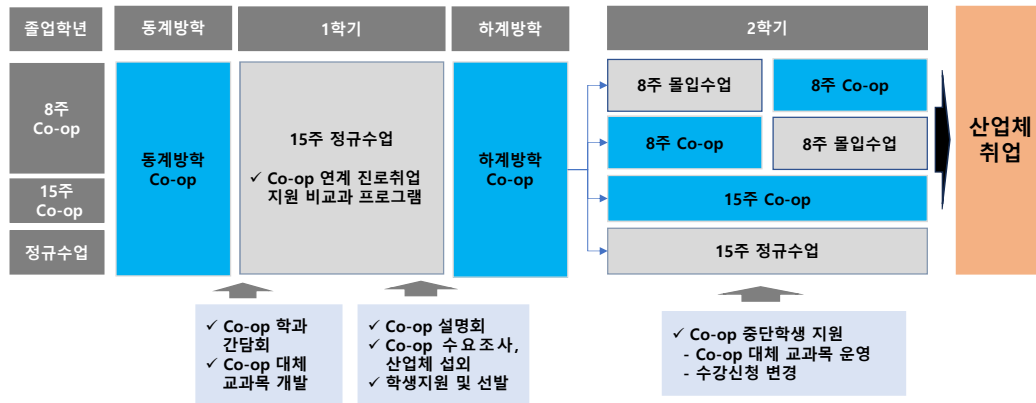 졸업학년
동계방학
1학기
하계방학
2학기
8주
Co-op
15주
Co-op
정규수업
동계방학
Co-op
15주 정규수업
✓ Co-op 연계 진로취업
지원 비교과 프로그램
하계방학
Co-op
8주 몰입수업
8주 Co-op
8주 Co-op
8주 몰입수업
15주 Co-op
15주 정규수업
산업체
취업
✓ Co-op 학과
간담회
✓ Co-op 대체
교과목 개발
✓ Co-op 설명회
✓ Co-op 수요조사,
산업체 섭외
✓ 학생지원 및 선발
✓ Co-op 중단학생 지원
- Co-op 대체 교과목 운영
- 수강신청 변경